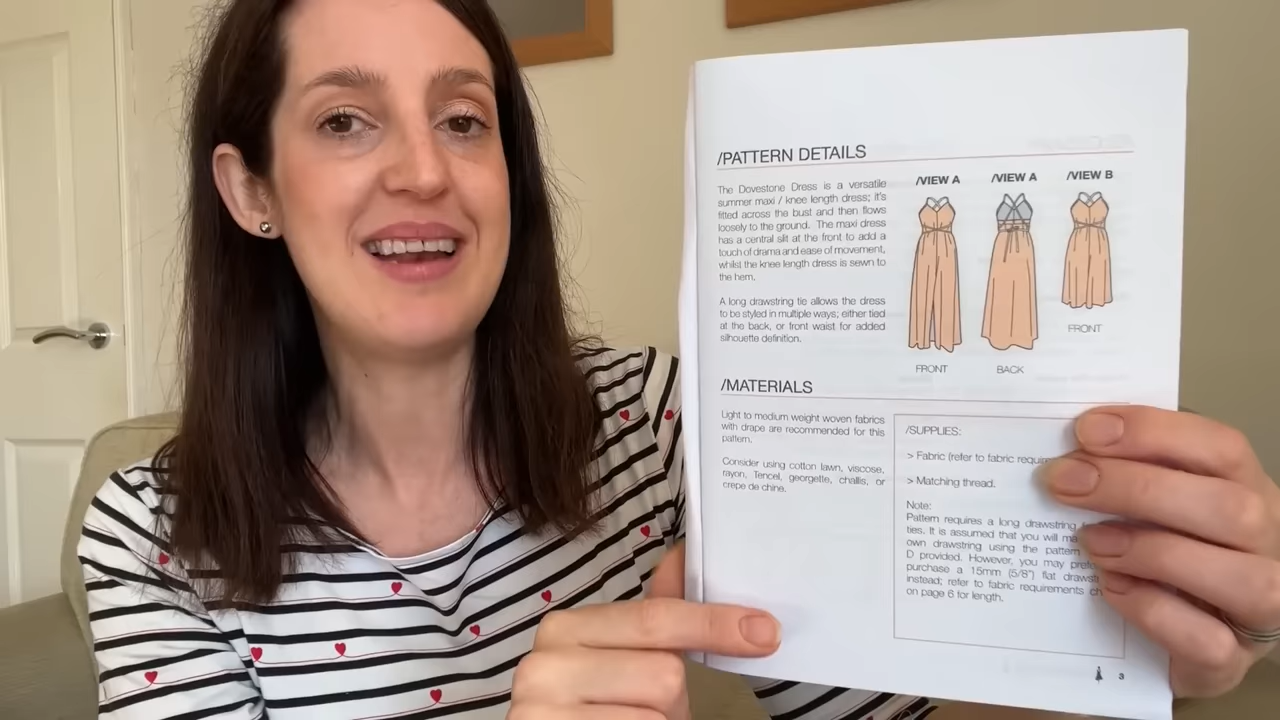 /PATTERN DETAILS
The Dovestone Dress is a versatile
summer maxi / knee length dress; it's
fitted across the bust and then flows
loosely to the ground. The maxi dress
has a central slit at the front to add a
touch of drama and ease of movement,
whilst the knee length dress is sewn to
the hem.
A long drawstring tie allows the dress
to be styled in multiple ways; either tied
at the back, or front waist for added
silhouette definition.
/VIEW A /VIEW A /VIEW B
FRONT
FRONT BACK
/MATERIALS
Light to medium weight woven fabrics
with drape are recommended for this
pattern.
Consider using cotton lawn, viscose,
rayon, Tencel, georgette, challis, or
crepe de chine.
/SUPPLIES:
> Fabric (refer to fabric
> Matching thread.
Note:
Pattern requires a long drawstring
ties. It is assumed that you will
own drawstring using the pattern
D provided. However, you may
purchase a 15mm (5/8") flat
instead; refer to fabric requirements
on page 6 for length.
3